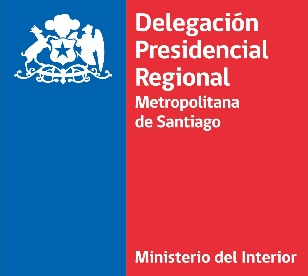 Delegación
Presidencial
Regional
Metropolitana
de Santiago
Ministerio del Interior